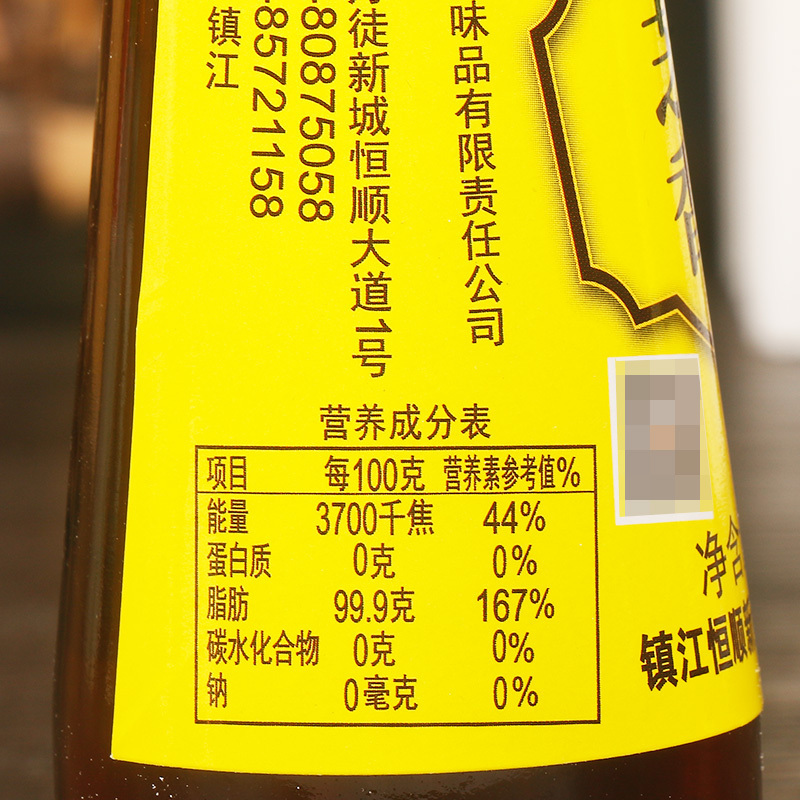 味品有限责任公司
徒新城恒顺大道1号
80875058
85721158
镇江
香
营养成分表
项目 每100克 营养素参考值%
能量 3700千焦 44%
蛋白质 0克 0%
脂肪 99.9克 167%
碳水化合物 0克 0%
钠 0毫克 0%
净含
镇江恒顺新